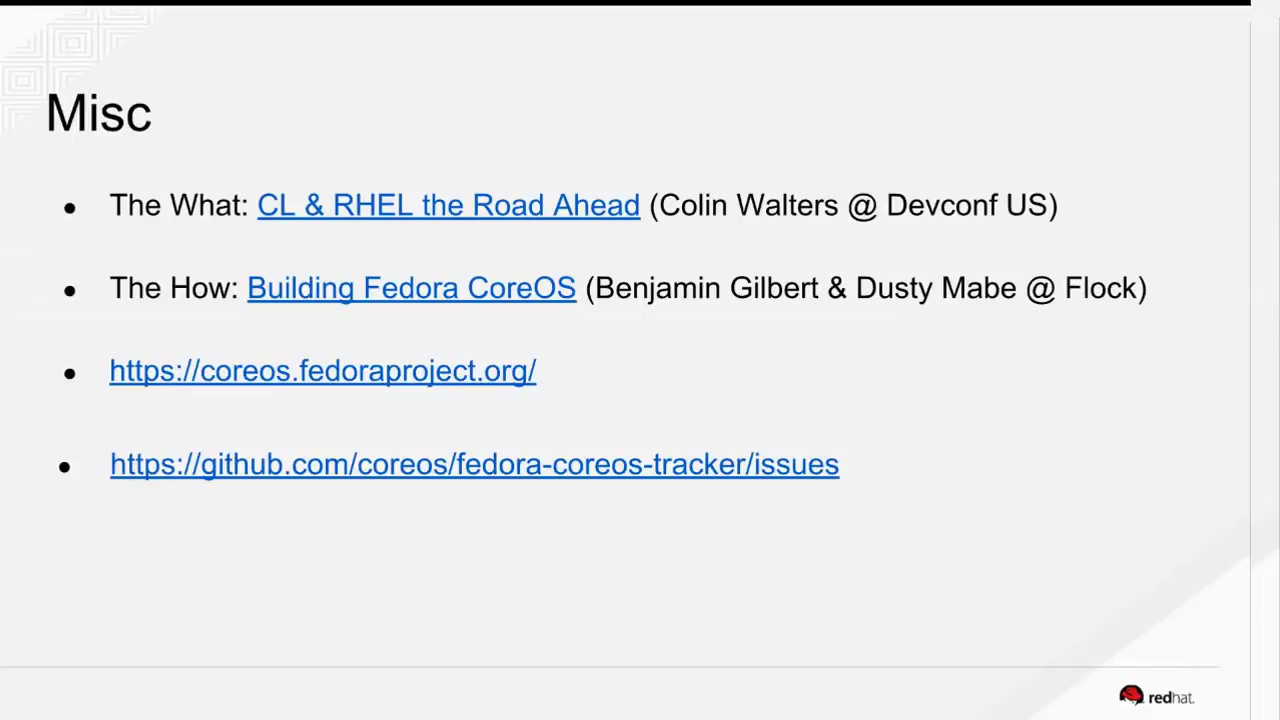 Misc
● The What: CL & RHEL the Road Ahead (Colin Walters @ Devconf US)
● The How: Building Fedora CoreOS (Benjamin Gilbert & Dusty Mabe @ Flock)
● https://coreos.fedoraproject.org/
● https://github.com/coreos/fedora-coreos-tracker/issues
redhat.